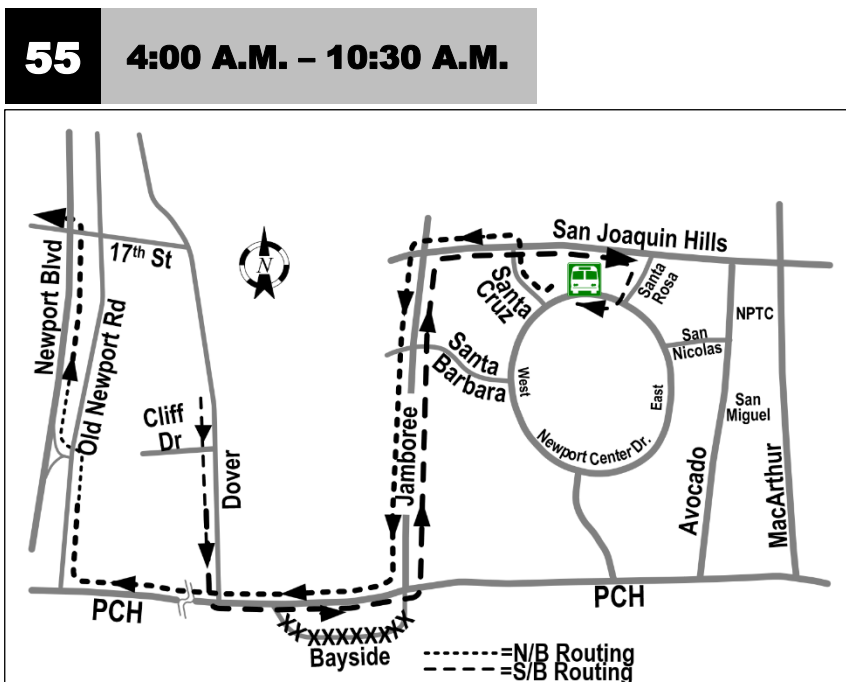 55
4:00 A.M. – 10:30 A.M.
San Joaquin Hills
17th St
Newport Blvd
Old Newport Rd
N
Santa
Cruz
Santa
Rosa
NPTC
San
Nicolas
Santa
Barbara
West
East
San
Miguel
Cliff
Dr
Dover
Jamboree
Newport Center Dr.
Avocado
MacArthur
PCH
PCH
XXXXXXXXXXX
Bayside
=N/B Routing
=S/B Routing